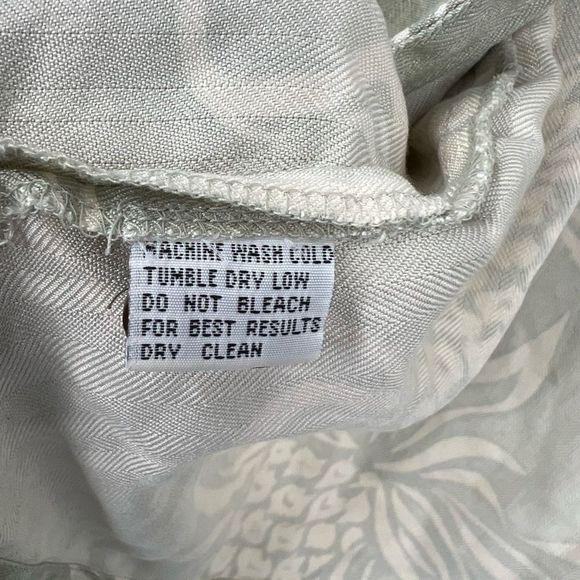 MACHINE WASH COLD
TUMBLE DRY LOW
DO NOT BLEACH
FOR BEST RESULTS
DRY CLEAN